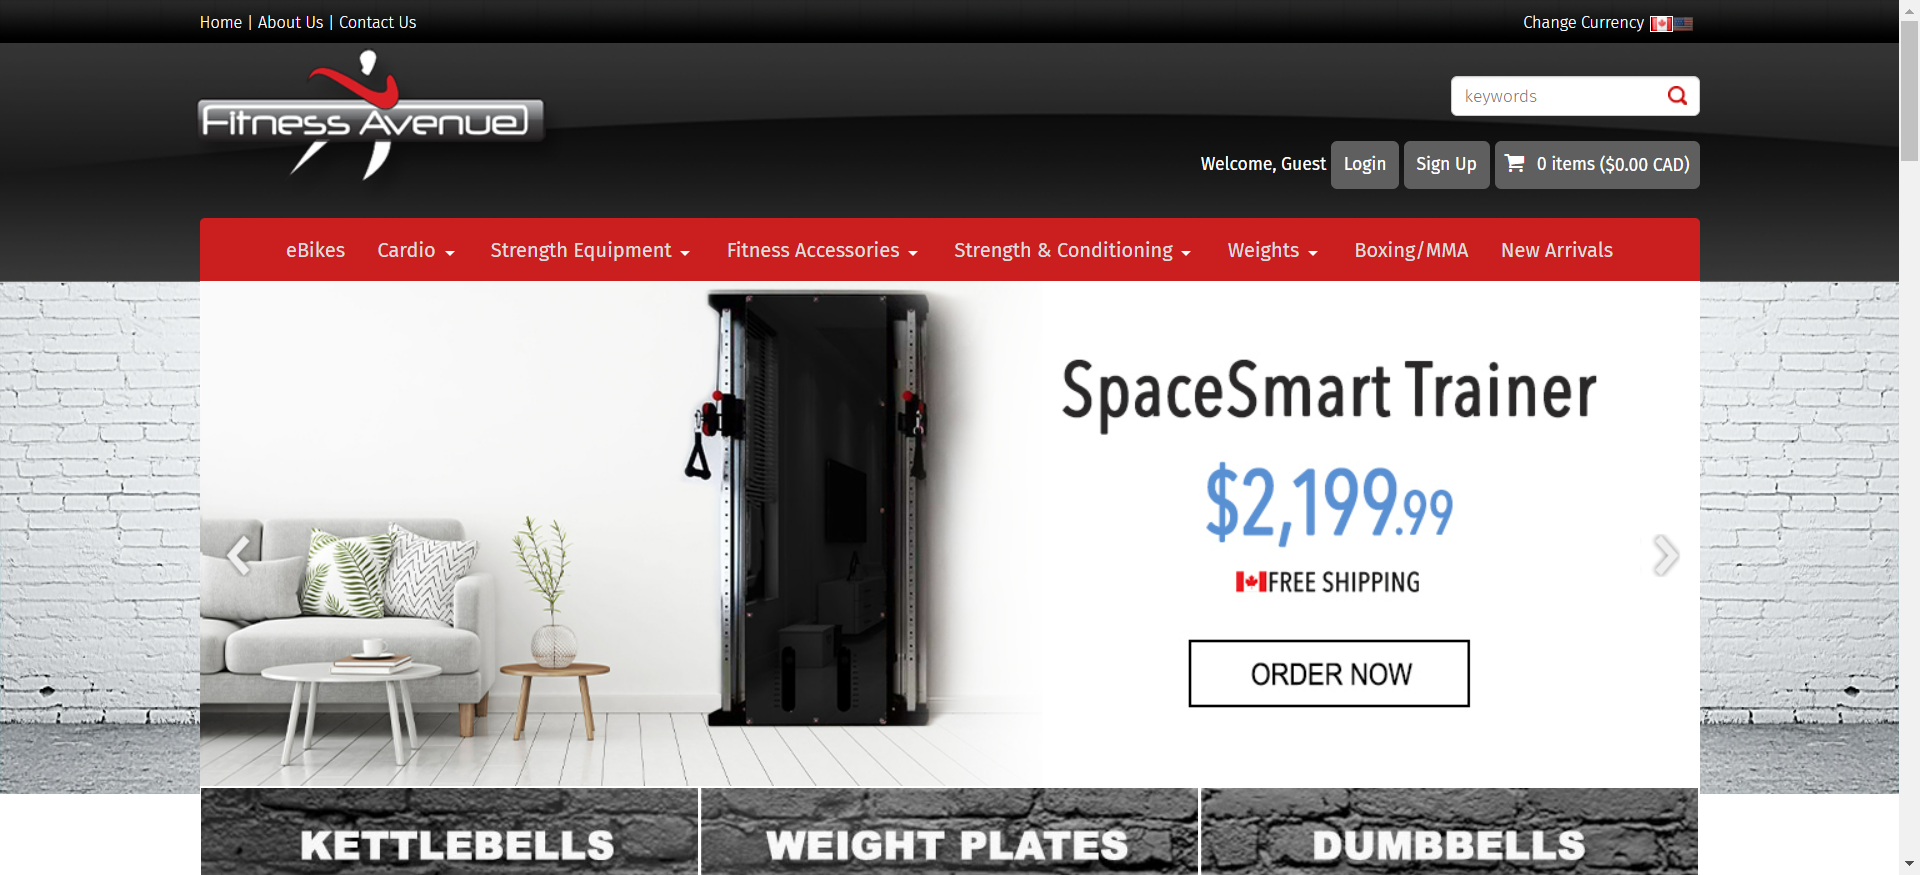 Home | About Us | Contact Us
Change Currency
Fitness Avenue
keywords
Welcome, Guest
Login
Sign Up
0 items ($0.00 CAD)
eBikes
Cardio
Strength Equipment
Fitness Accessories
Strength & Conditioning
Weights
Boxing/MMA
New Arrivals
SpaceSmart Trainer
$2,199.99
FREE SHIPPING
ORDER NOW
KETTLEBELLS
WEIGHT PLATES
DUMBBELLS